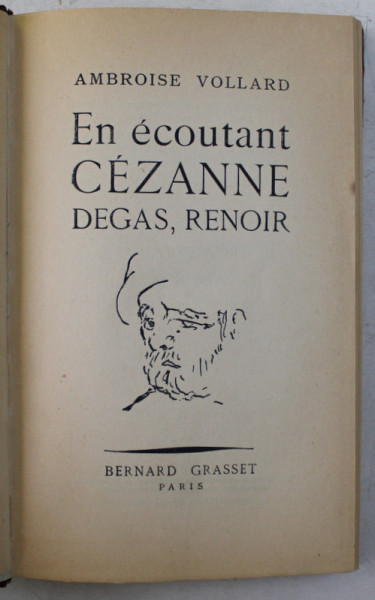 AMBROISE VOLLARD
En écoutant
CÉZANNE
DEGAS, RENOIR
BERNARD GRASSET
PARIS